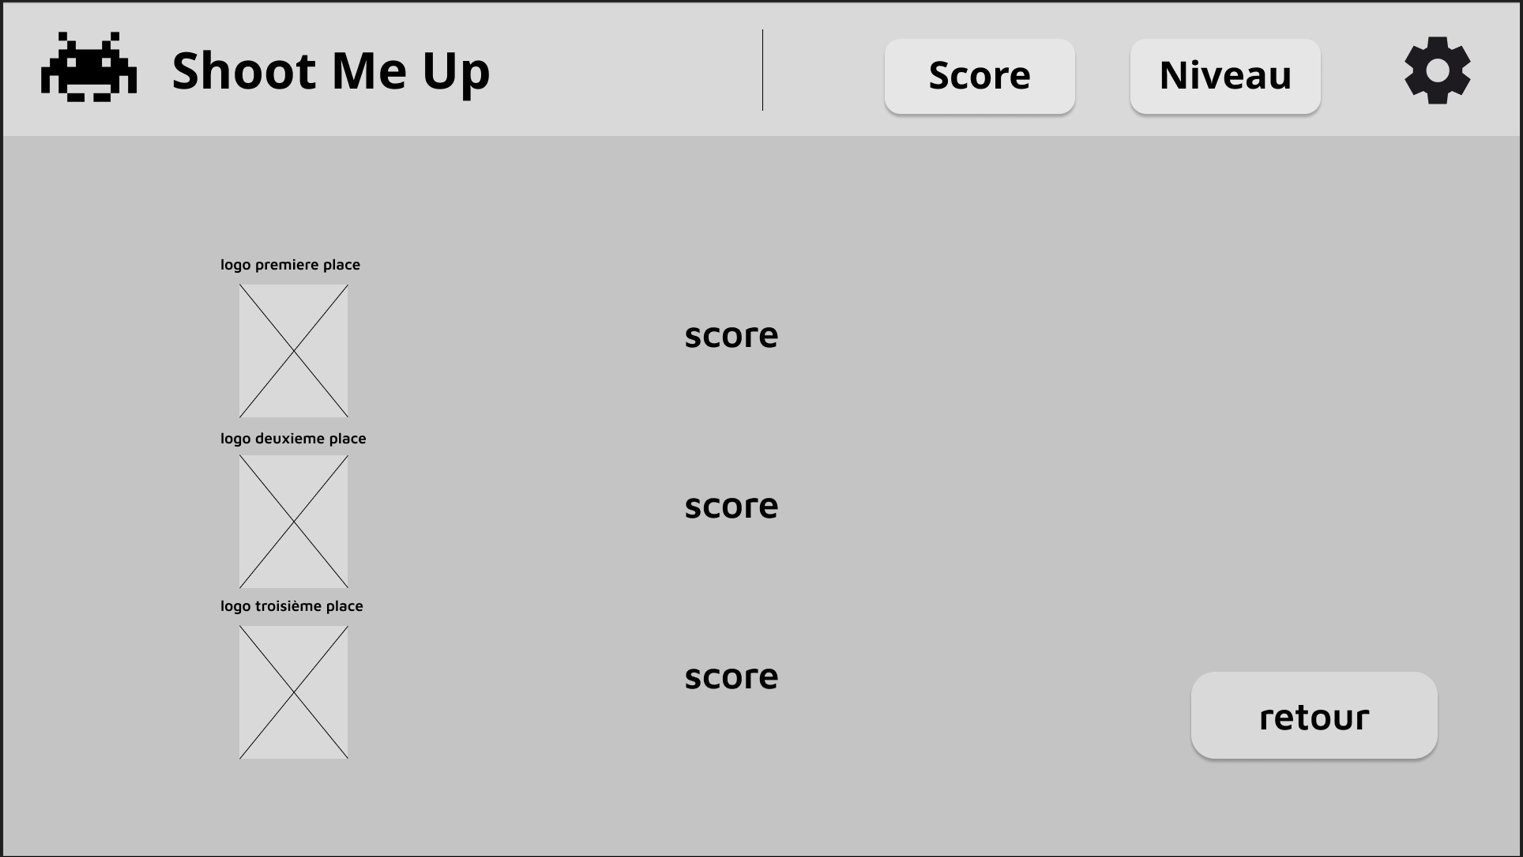 Shoot Me Up
Score
Niveau
logo premiere place
score
logo deuxieme place
score
logo troisième place
score
retour